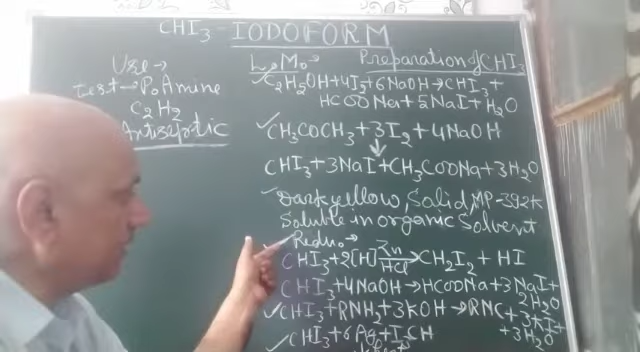 CHI3 - IODOFORM
Use →
Test → P. Amine
C2H2
Antiseptic
L. Mo →
Preparation of CHI3
✓ C2H5OH + 4I2 + 6NaOH → CHI3 +
HCOONa + 5NaI + H2O
✓ CH3COCH3 + 3I2 + 4NaOH
↓
CHI3 + 3NaI + CH3COONa + 3H2O
✓ Dark yellow Solid, MP - 392K
Soluble in organic Solvent
Redn. →
CHI3 + 2[H] Zn/HCl → CH2I2 + HI
CHI3 + 4NaOH → HCOONa + 3NaI +
2H2O
✓ CHI3 + RNH2 + 3KOH → RNC + 3KI +
+ 3H2O
✓ CHI3 + 6Ag + I3CH